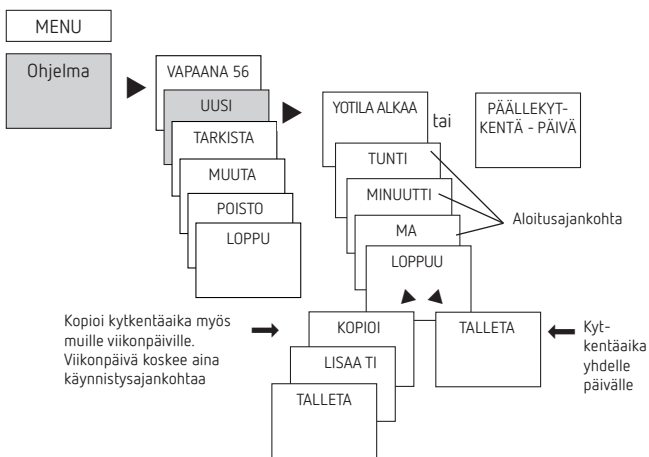 MENU
Ohjelma
VAPAANA 56
UUSI
TARKISTA
MUUTA
POISTO
LOPPU
YOTILA ALKAA
tai
PÄÄLLEKYT-
KENTÄ - PÄIVÄ
TUNTI
MINUUTTI
MA
LOPPUU
Aloitusajankohta
Kopioi kytkentäaika myös
muille viikonpäiville.
Viikonpäivä koskee aina
käynnistysajankohtaa
KOPIOI
LISAA TI
TALLETA
TALLETA
Kyt-
kentäaika
yhdelle
päivälle